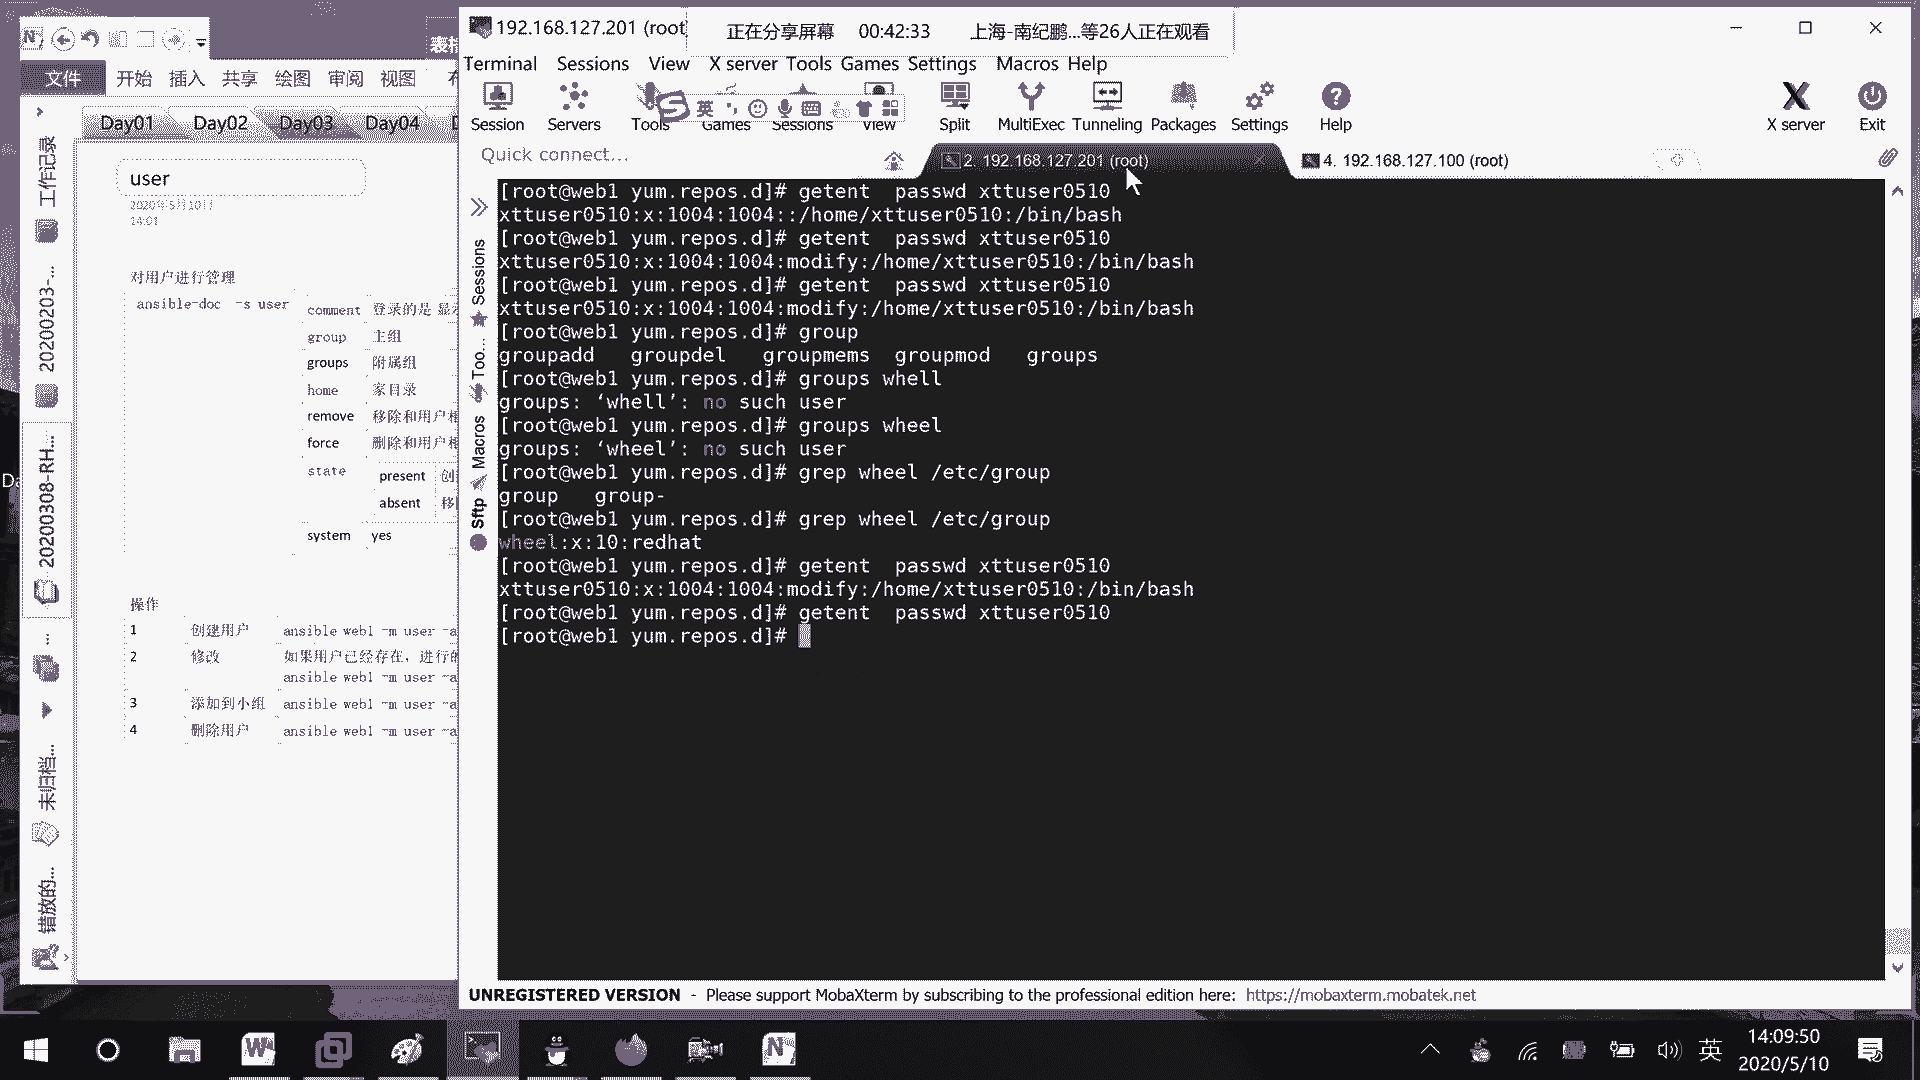 192.168.127.201 (root
正在分享屏幕 00:42:33 上海-南纪鹏...等26人正在观看
文件 开始 插入 共享 绘图 审阅 视图
Terminal Sessions View X server Tools Games Settings Macros Help
英
Session Servers Tools Games Sessions View Split MultiExec Tunneling Packages Settings Help X server Exit
Day01 Day02 Day03 Day04
Quick connect...
2. 192.168.127.201 (root)
4. 192.168.127.100 (root)
工作记录
20200203-...
20200308-RH...
...
未归档...
错放的...
user
2020年5月10日
14:01
对用户进行管理
ansible-doc -s user
comment 登录的是 显
group 主组
groups 附属组
home 家目录
remove 移除和用户
force 删除和用户
state
present 创
absent 移
system yes
操作
1 创建用户 ansible web1 -m user -a
2 修改 如果用户已经存在，进行的
ansible web1 -m user -a
3 添加到小组 ansible web1 -m user -a
4 删除用户 ansible web1 -m user -a
Sessions
Too...
Macros
Sftp
[root@web1 yum.repos.d]# getent  passwd xttuser0510
xttuser0510:x:1004:1004::/home/xttuser0510:/bin/bash
[root@web1 yum.repos.d]# getent  passwd xttuser0510
xttuser0510:x:1004:1004:modify:/home/xttuser0510:/bin/bash
[root@web1 yum.repos.d]# getent  passwd xttuser0510
xttuser0510:x:1004:1004:modify:/home/xttuser0510:/bin/bash
[root@web1 yum.repos.d]# group
groupadd   groupdel   groupmems  groupmod   groups
[root@web1 yum.repos.d]# groups whell
groups: ‘whell’: no such user
[root@web1 yum.repos.d]# groups wheel
groups: ‘wheel’: no such user
[root@web1 yum.repos.d]# grep wheel /etc/group
group   group-
[root@web1 yum.repos.d]# grep wheel /etc/group
wheel:x:10:redhat
[root@web1 yum.repos.d]# getent  passwd xttuser0510
xttuser0510:x:1004:1004:modify:/home/xttuser0510:/bin/bash
[root@web1 yum.repos.d]# getent  passwd xttuser0510
[root@web1 yum.repos.d]#
UNREGISTERED VERSION - Please support MobaXterm by subscribing to the professional edition here: https://mobaxterm.mobatek.net
英
14:09:50
2020/5/10